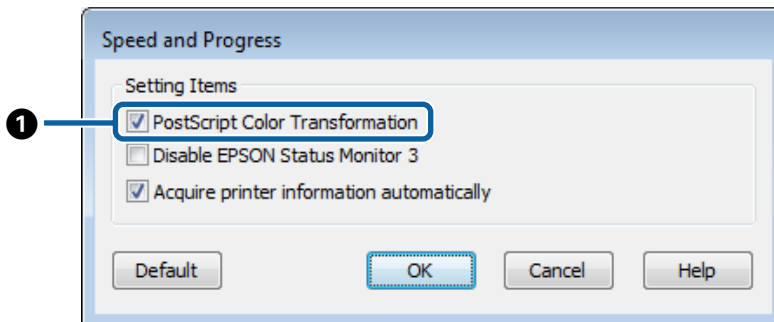 Speed and Progress
Setting Items
❶
PostScript Color Transformation
Disable EPSON Status Monitor 3
Acquire printer information automatically
Default OK Cancel Help